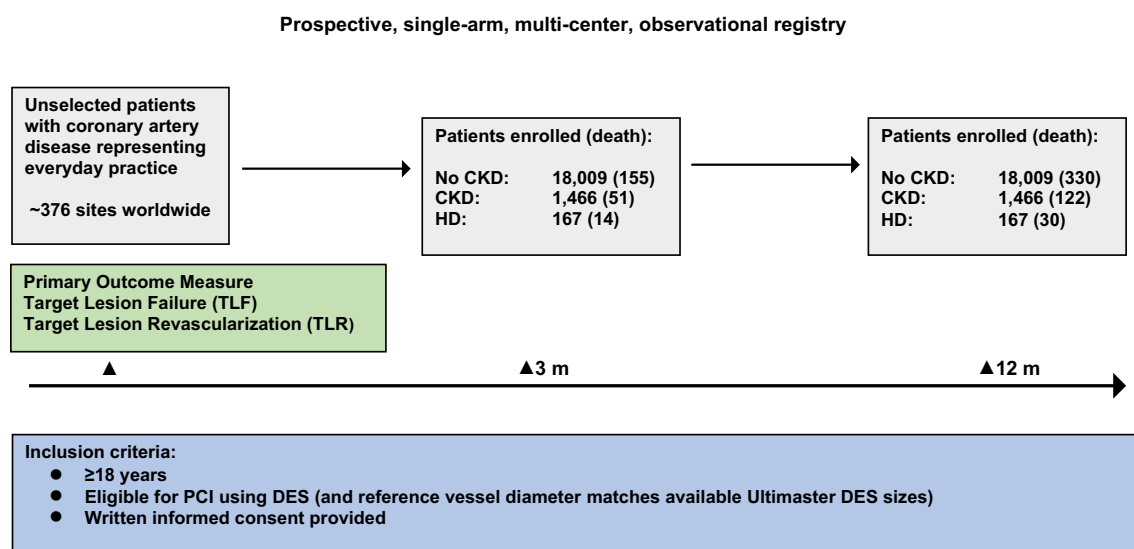 Prospective, single-arm, multi-center, observational registry
Unselected patients
with coronary artery
disease representing
everyday practice
~376 sites worldwide
Patients enrolled (death):
No CKD: 18,009 (155)
CKD: 1,466 (51)
HD: 167 (14)
Patients enrolled (death):
No CKD: 18,009 (330)
CKD: 1,466 (122)
HD: 167 (30)
Primary Outcome Measure
Target Lesion Failure (TLF)
Target Lesion Revascularization (TLR)
▲
▲3 m
▲12 m
Inclusion criteria:
● ≥18 years
● Eligible for PCI using DES (and reference vessel diameter matches available Ultimaster DES sizes)
● Written informed consent provided